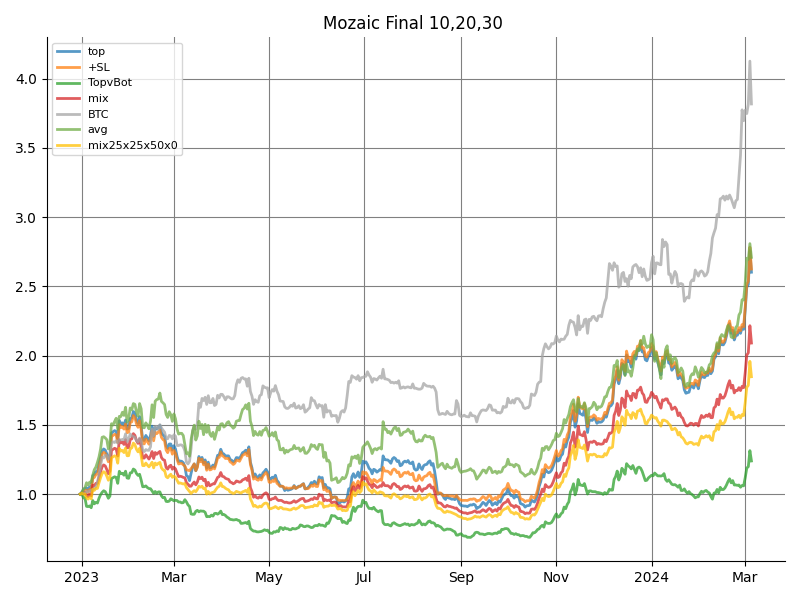 Mozaic Final 10,20,30
top
+SL
TopvBot
mix
BTC
avg
mix25x25x50x0
4.0
3.5
3.0
2.5
2.0
1.5
1.0
2023 Mar May Jul Sep Nov 2024 Mar